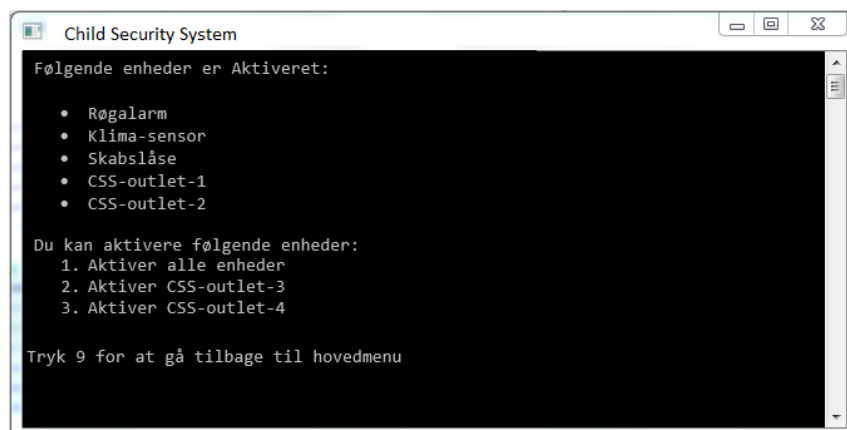 Child Security System
Følgende enheder er Aktiveret:
• Røgalarm
• Klima-sensor
• Skabslåse
• CSS-outlet-1
• CSS-outlet-2
Du kan aktivere følgende enheder:
1. Aktiver alle enheder
2. Aktiver CSS-outlet-3
3. Aktiver CSS-outlet-4
Tryk 9 for at gå tilbage til hovedmenu